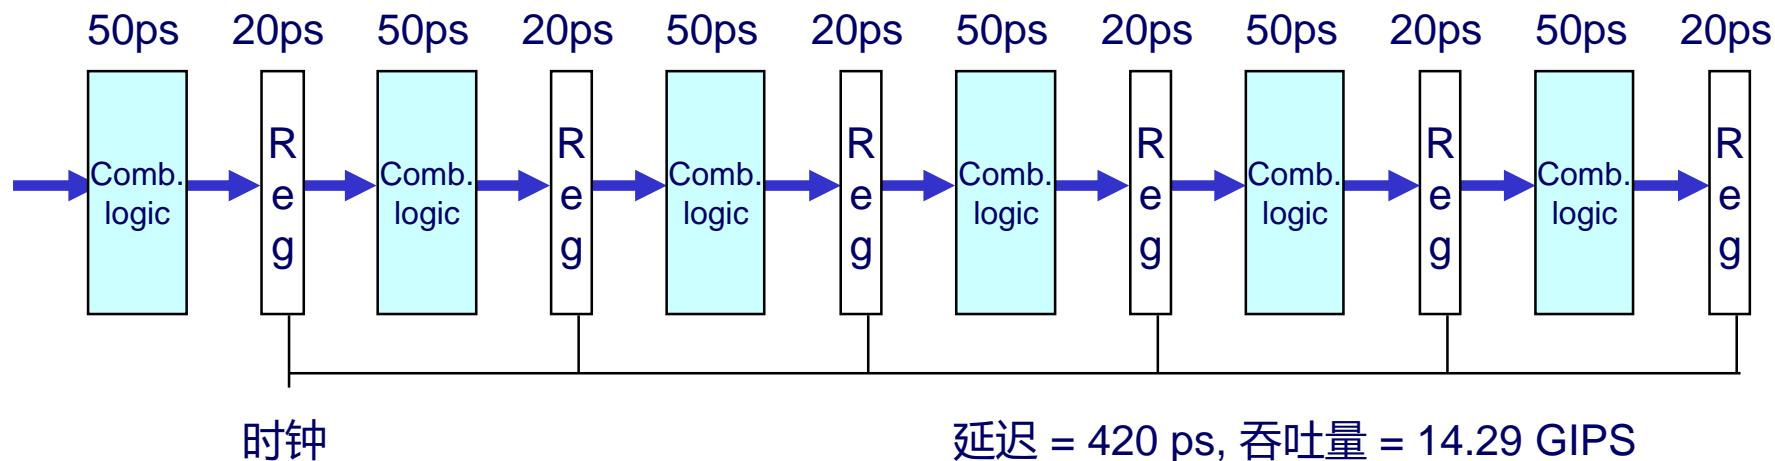 50ps 20ps 50ps 20ps 50ps 20ps 50ps 20ps 50ps 20ps 50ps 20ps
Comb.
logic
R
e
g
Comb.
logic
R
e
g
Comb.
logic
R
e
g
Comb.
logic
R
e
g
Comb.
logic
R
e
g
Comb.
logic
R
e
g
时钟
延迟 = 420 ps, 吞吐量 = 14.29 GIPS